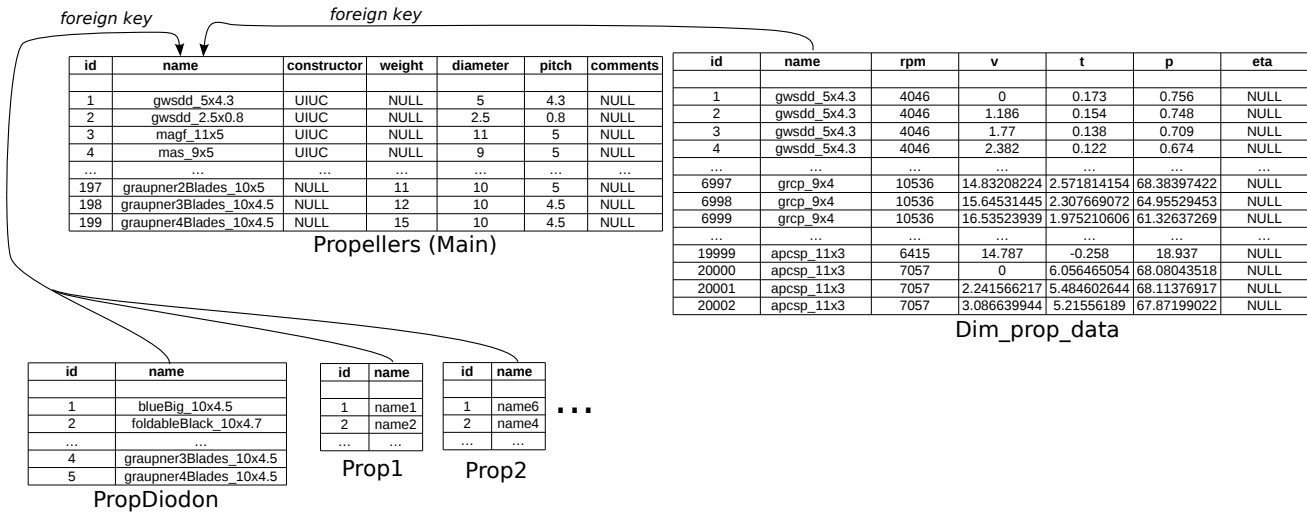 foreign key
foreign key
id name constructor weight diameter pitch comments
1 gwsdd_5x4.3 UIUC NULL 5 4.3 NULL
2 gwsdd_2.5x0.8 UIUC NULL 2.5 0.8 NULL
3 magf_11x5 UIUC NULL 11 5 NULL
4 mas_9x5 UIUC NULL 9 5 NULL
... ... ... ... ... ... ...
197 graupner2Blades_10x5 NULL 11 10 5 NULL
198 graupner3Blades_10x4.5 NULL 12 10 4.5 NULL
199 graupner4Blades_10x4.5 NULL 15 10 4.5 NULL
Propellers (Main)
id name rpm v t p eta
1 gwsdd_5x4.3 4046 0 0.173 0.756 NULL
2 gwsdd_5x4.3 4046 1.186 0.154 0.748 NULL
3 gwsdd_5x4.3 4046 1.77 0.138 0.709 NULL
4 gwsdd_5x4.3 4046 2.382 0.122 0.674 NULL
... ... ... ... ... ... ...
6997 grcp_9x4 10536 14.83208224 2.571814154 68.38397422 NULL
6998 grcp_9x4 10536 15.64531445 2.307669072 64.95529453 NULL
6999 grcp_9x4 10536 16.53523939 1.975210606 61.32637269 NULL
... ... ... ... ... ... ...
19999 apcsp_11x3 6415 14.787 -0.258 18.937 NULL
20000 apcsp_11x3 7057 0 6.056465054 68.08043518 NULL
20001 apcsp_11x3 7057 2.241566217 5.484602644 68.11376917 NULL
20002 apcsp_11x3 7057 3.086639944 5.21556189 67.87199022 NULL
Dim_prop_data
id name
1 blueBig_10x4.5
2 foldableBlack_10x4.7
... ...
4 graupner3Blades_10x4.5
5 graupner4Blades_10x4.5
PropDiodon
id name
1 name1
2 name2
... ...
Prop1
id name
1 name6
2 name4
... ...
Prop2
...